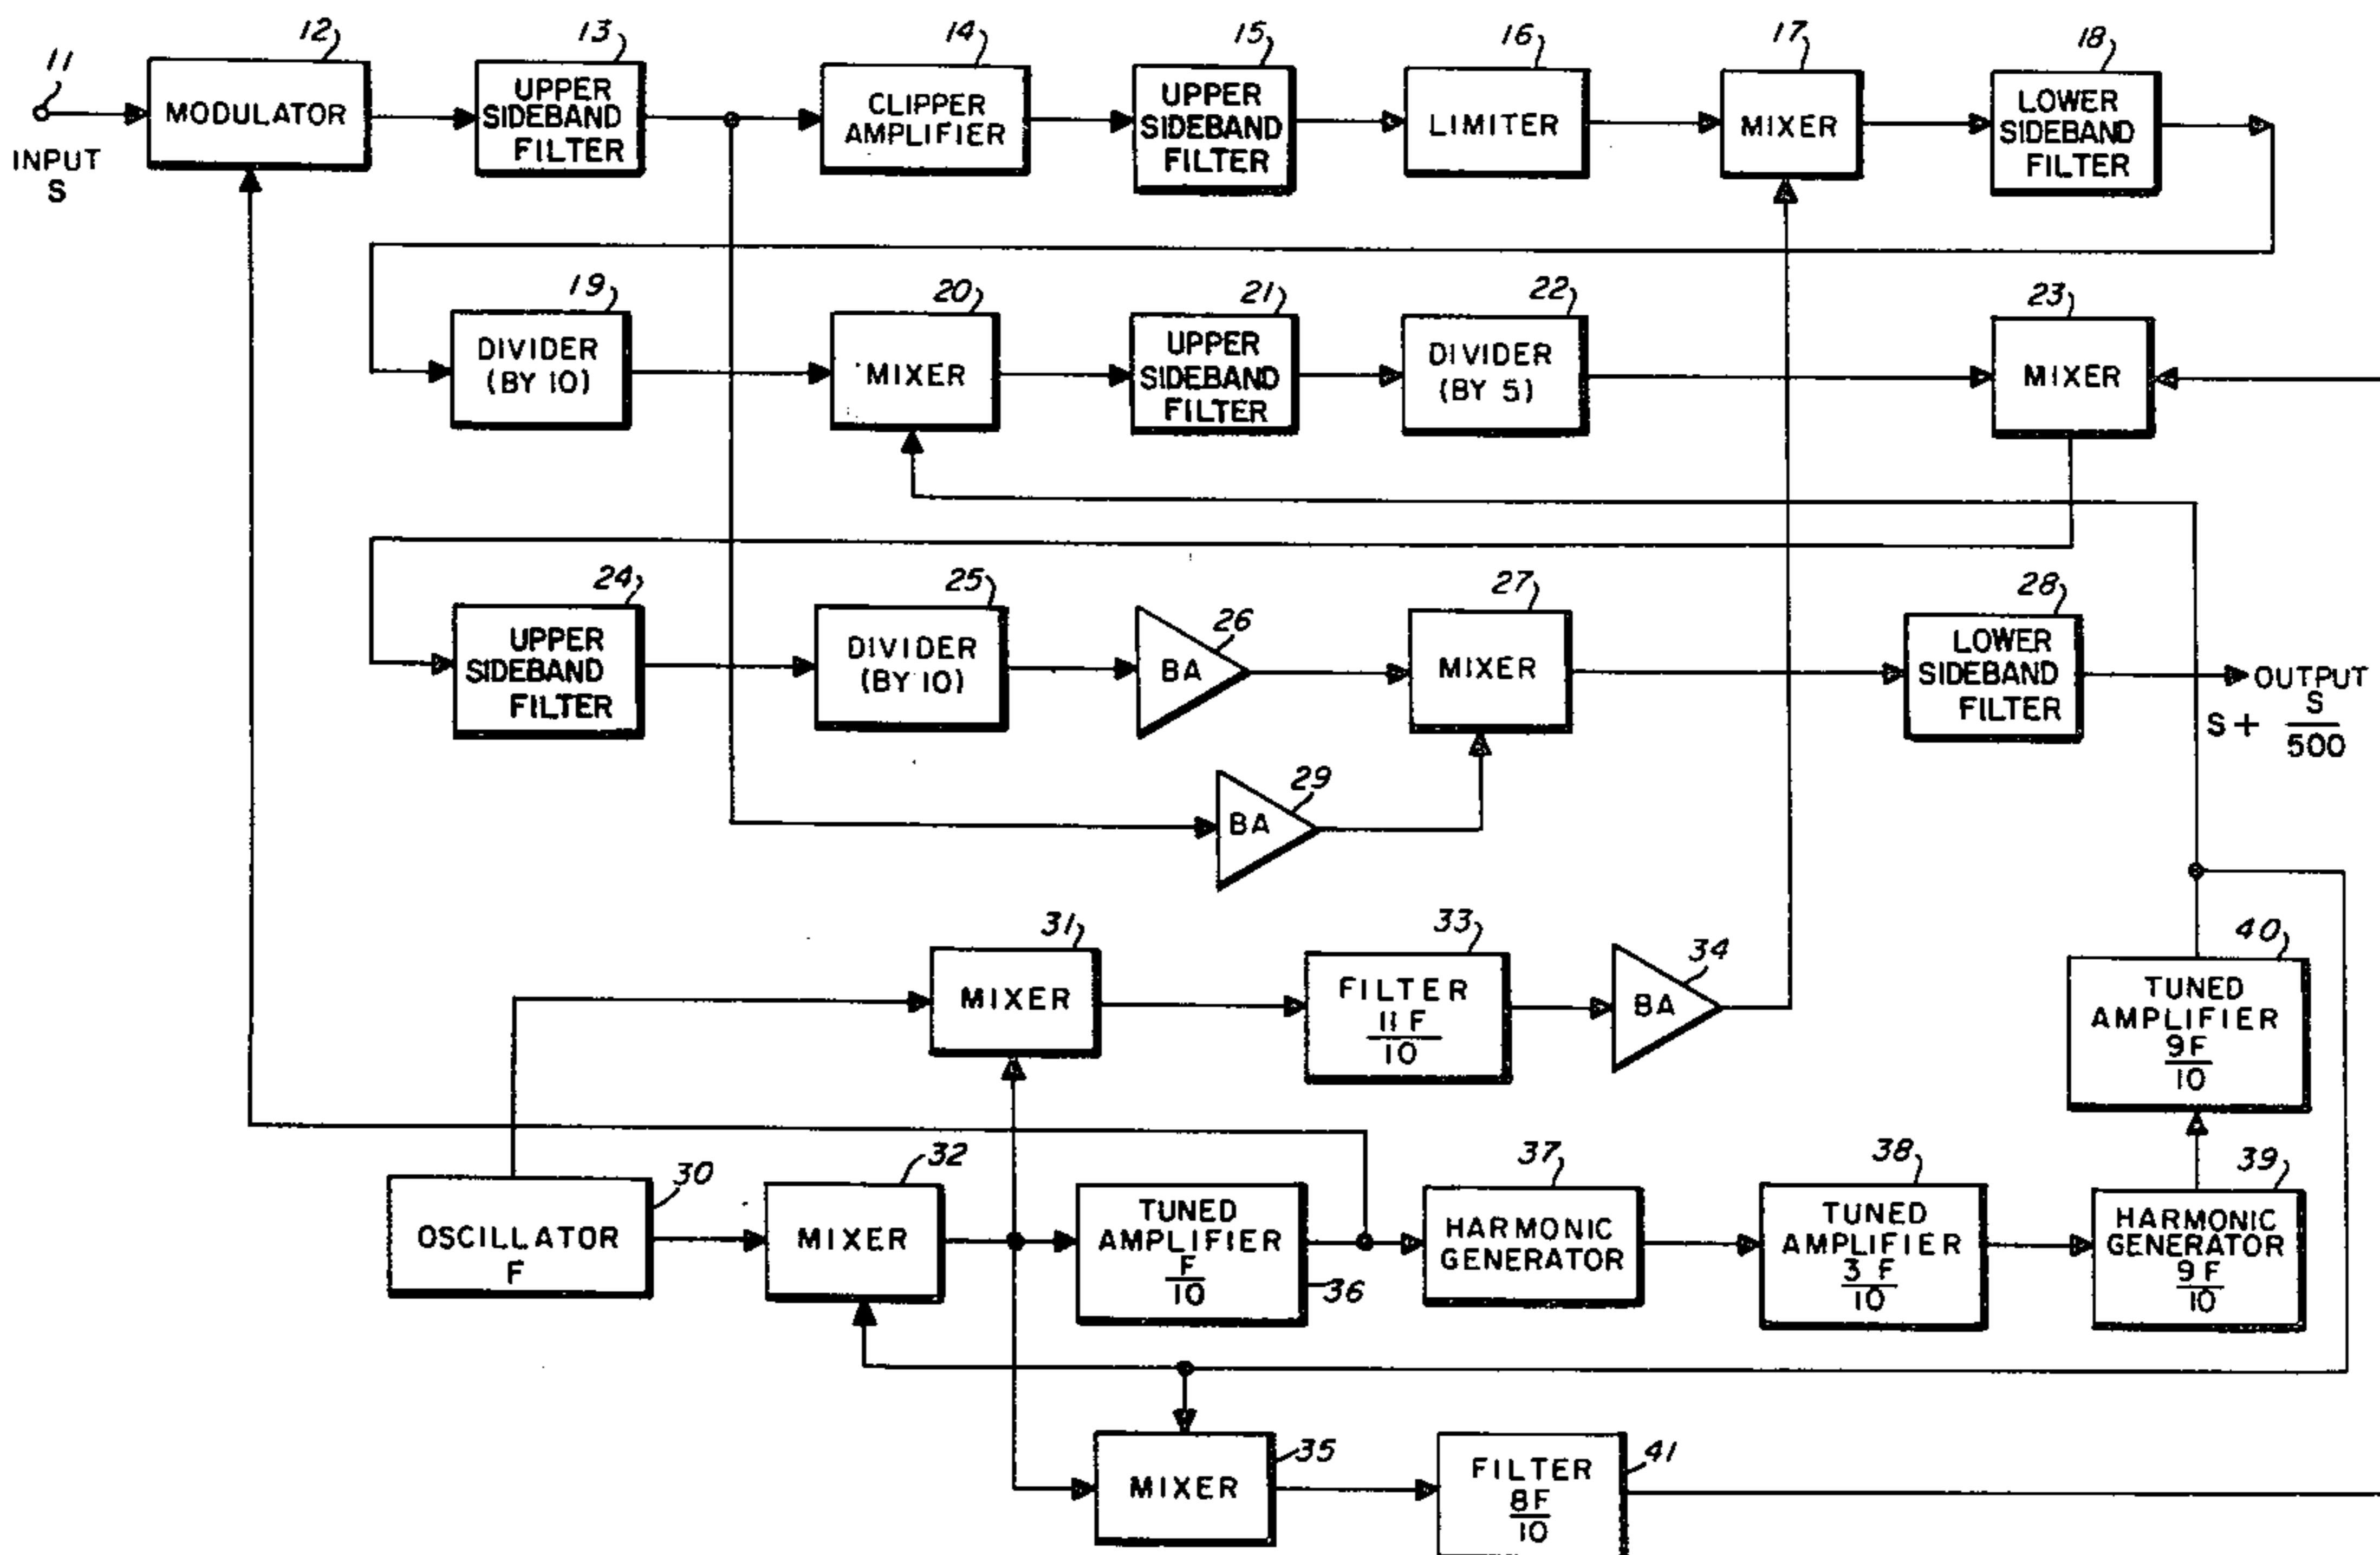 11
INPUT
S
12
MODULATOR
13
UPPER
SIDEBAND
FILTER
14
CLIPPER
AMPLIFIER
15
UPPER
SIDEBAND
FILTER
16
LIMITER
17
MIXER
18
LOWER
SIDEBAND
FILTER
19
DIVIDER
(BY 10)
20
MIXER
21
UPPER
SIDEBAND
FILTER
22
DIVIDER
(BY 5)
23
MIXER
24
UPPER
SIDEBAND
FILTER
25
DIVIDER
(BY 10)
26
BA
27
MIXER
28
LOWER
SIDEBAND
FILTER
OUTPUT
S + S
500
29
BA
31
MIXER
33
FILTER
11 F
10
34
BA
40
TUNED
AMPLIFIER
9F
10
30
OSCILLATOR
F
32
MIXER
TUNED
AMPLIFIER
F
10
36
37
HARMONIC
GENERATOR
38
TUNED
AMPLIFIER
3 F
10
39
HARMONIC
GENERATOR
9 F
10
35
MIXER
41
FILTER
8F
10